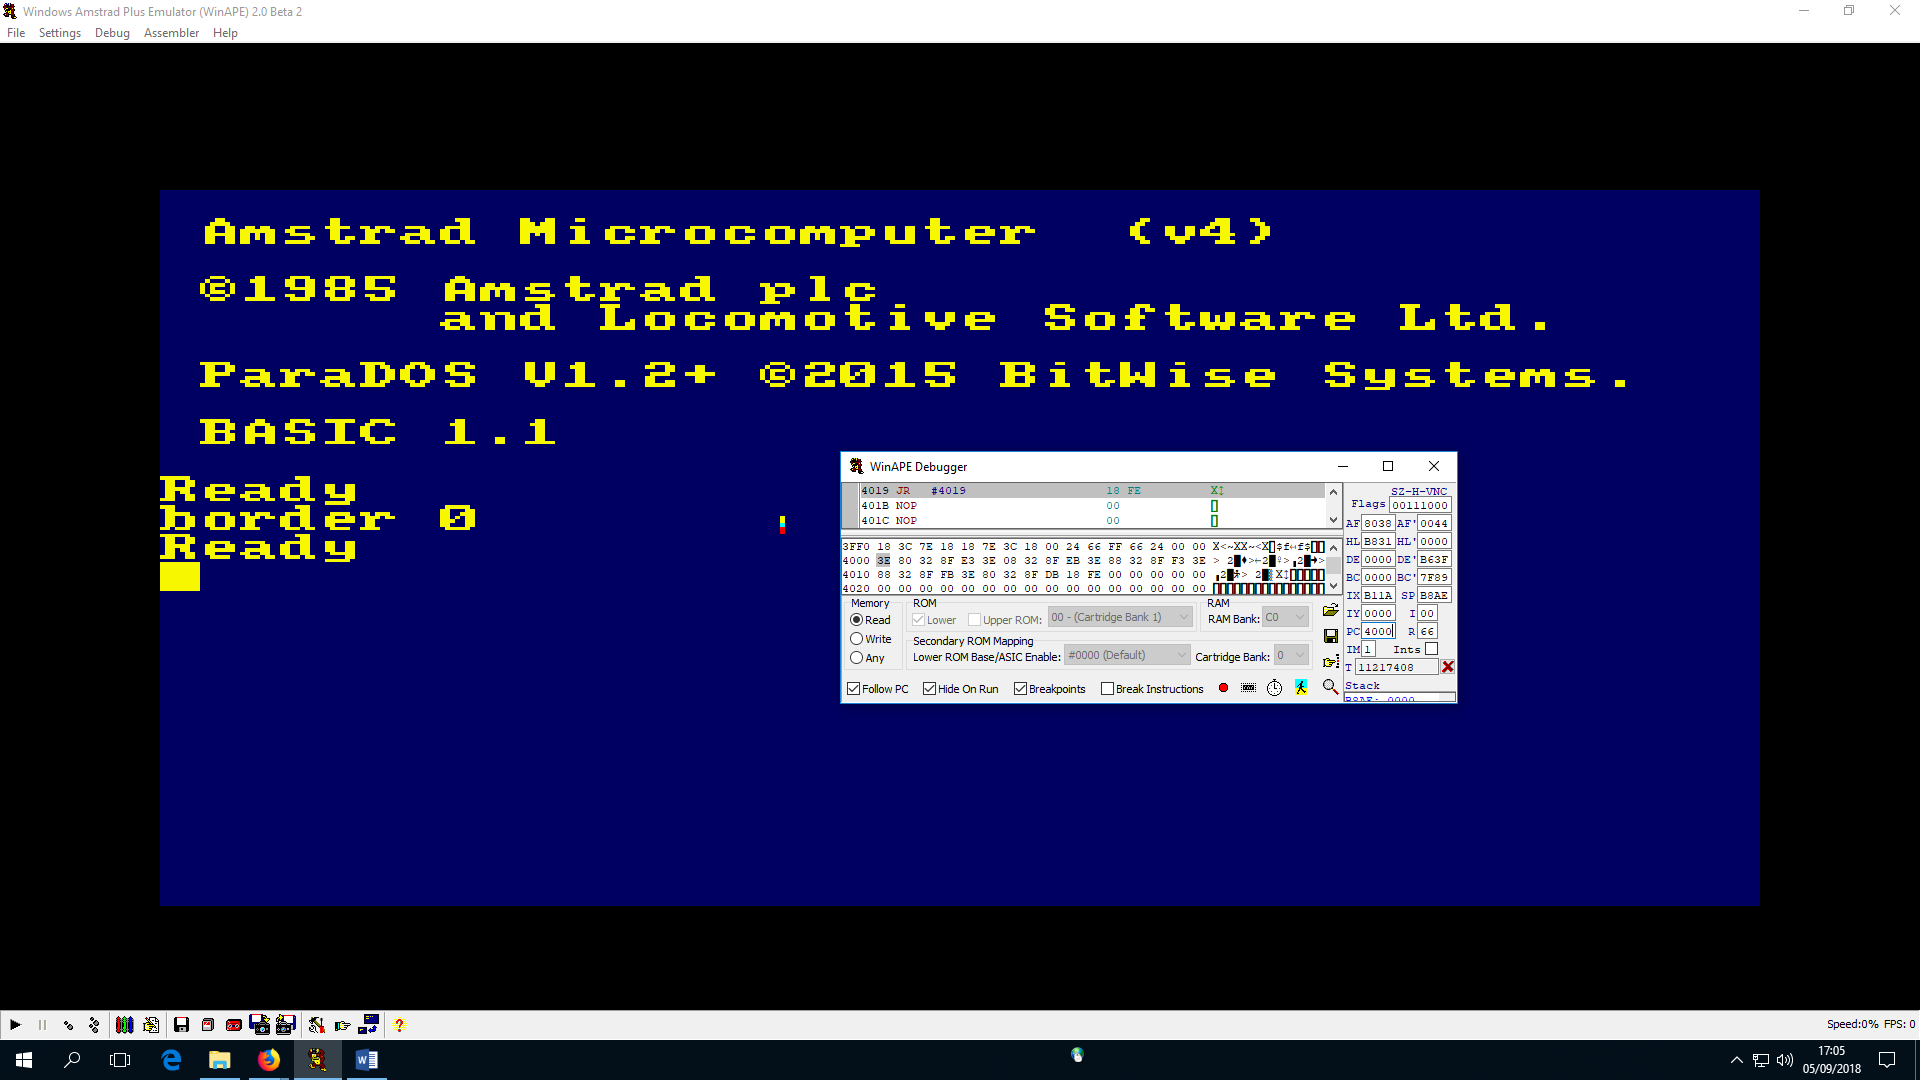 Windows Amstrad Plus Emulator (WinAPE) 2.0 Beta 2
File Settings Debug Assembler Help
Amstrad Microcomputer (v4)
©1985 Amstrad plc
and Locomotive Software Ltd.
ParaDOS V1.2+ ©2015 BitWise Systems.
BASIC 1.1
Ready
border 0
Ready
WinAPE Debugger
4019 JR #4019 18 FE
401B NOP 00
401C NOP 00
3FF0 18 3C 7E 18 18 7E 3C 18 00 24 66 FF 66 24 00 00
4000 3E 80 32 8F E3 3E 08 32 8F EB 3E 88 32 8F F3 3E
4010 88 32 8F FB 3E 80 32 8F DB 18 FE 00 00 00 00 00
4020 00 00 00 00 00 00 00 00 00 00 00 00 00 00 00 00
SZ-H-VNC
Flags 00111000
AF 8038 AF' 0044
HL B831 HL' 0000
DE 0000 DE' B63F
BC 0000 BC' 7F89
IX B11A SP B8AE
IY 0000 I 00
PC 4000 R 66
IM 1 Ints
T 11217408
Stack
B8AE: 0000
Memory
Read
Write
Any
ROM
Lower Upper ROM: 00 - (Cartridge Bank 1)
RAM
RAM Bank: C0
Secondary ROM Mapping
Lower ROM Base/ASIC Enable: #0000 (Default) Cartridge Bank: 0
Follow PC Hide On Run Breakpoints Break Instructions
Speed:0% FPS: 0
17:05
05/09/2018